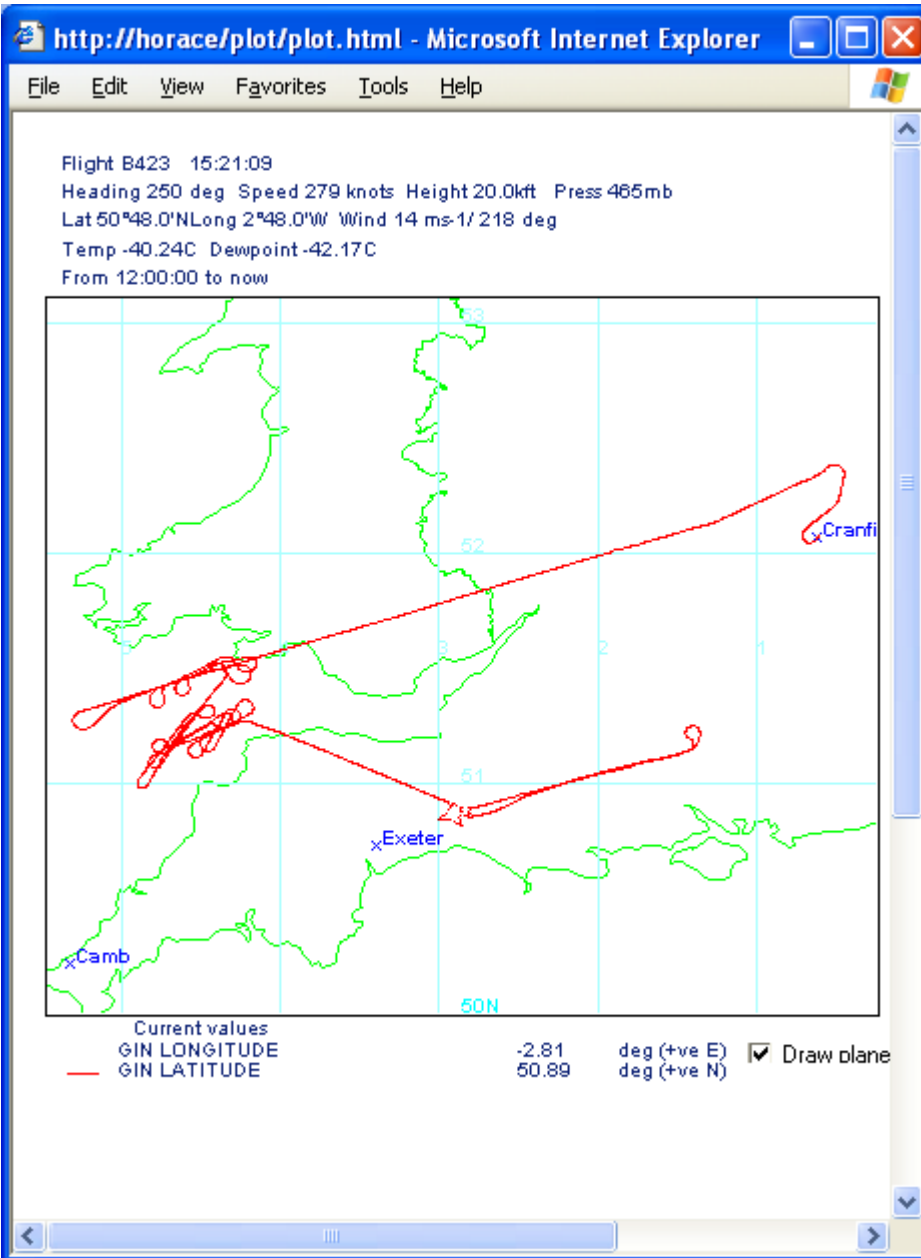 http://horace/plot/plot.html - Microsoft Internet Explorer
File Edit View Favorites Tools Help
Flight B423 15:21:09
Heading 250 deg Speed 279 knots Height 20.0kft Press 465mb
Lat 50°48.0'NLong 2°48.0'W Wind 14 ms-1/ 218 deg
Temp -40.24C Dewpoint -42.17C
From 12:00:00 to now
53
Cranfi
52
5 3 2 1
51
Exeter
Camb
50N
Current values
GIN LONGITUDE -2.81 deg (+ve E) Draw plane
GIN LATITUDE 50.89 deg (+ve N)